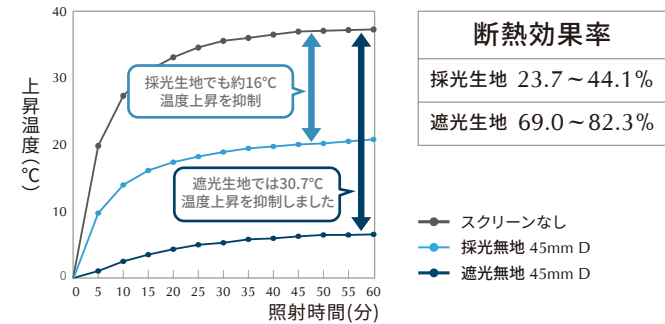 40
30
20
10
0
上昇温度(℃)
採光生地でも約16℃
温度上昇を抑制
遮光生地では30.7℃
温度上昇を抑制しました
0 5 10 15 20 25 30 35 40 45 50 55 60
照射時間(分)
断熱効果率
採光生地 23.7～44.1%
遮光生地 69.0～82.3%
スクリーンなし
採光無地 45mm D
遮光無地 45mm D